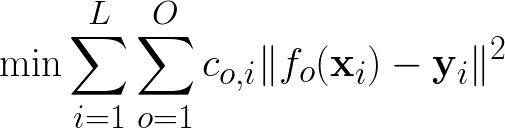 \min \sum_{i=1}^{L} \sum_{o=1}^{O} c_{o,i} \| f_o(\mathbf{x}_i) - \mathbf{y}_i \|^2